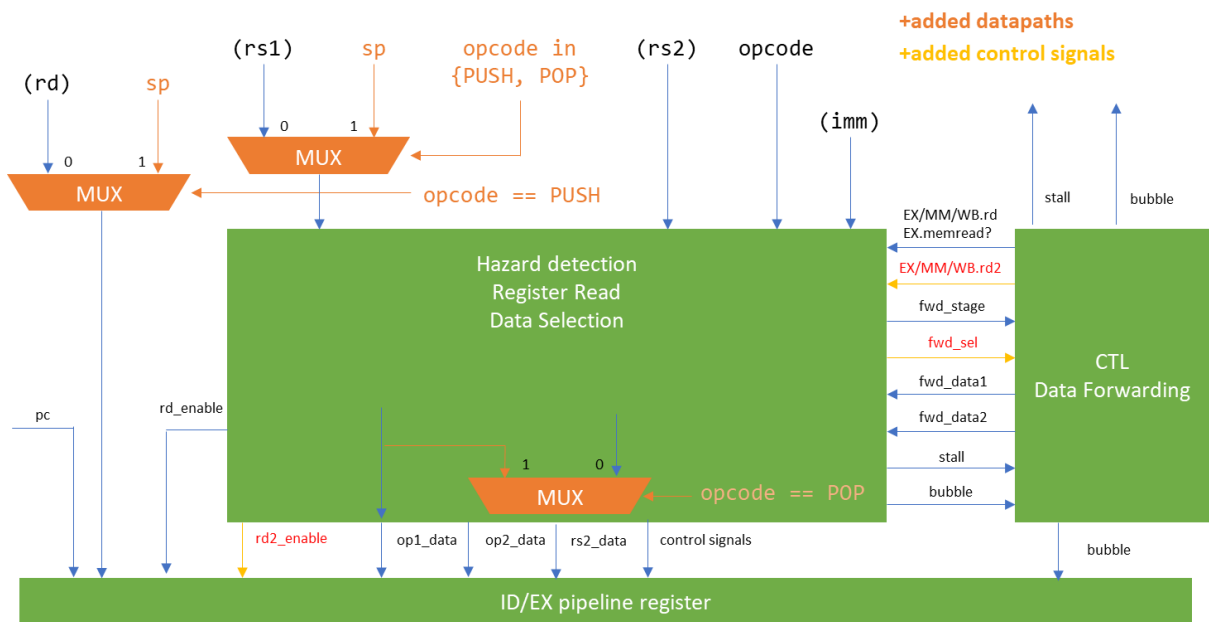 +added datapaths
+added control signals
(rs1)
sp
opcode in
{PUSH, POP}
(rs2)
opcode
(rd)
sp
(imm)
0
1
MUX
0
1
MUX
opcode == PUSH
stall
bubble
EX/MM/WB.rd
EX.memread?
EX/MM/WB.rd2
fwd_stage
fwd_sel
fwd_data1
fwd_data2
stall
bubble
Hazard detection
Register Read
Data Selection
CTL
Data Forwarding
pc
rd_enable
1
0
MUX
opcode == POP
rd2_enable
op1_data
op2_data
rs2_data
control signals
bubble
ID/EX pipeline register